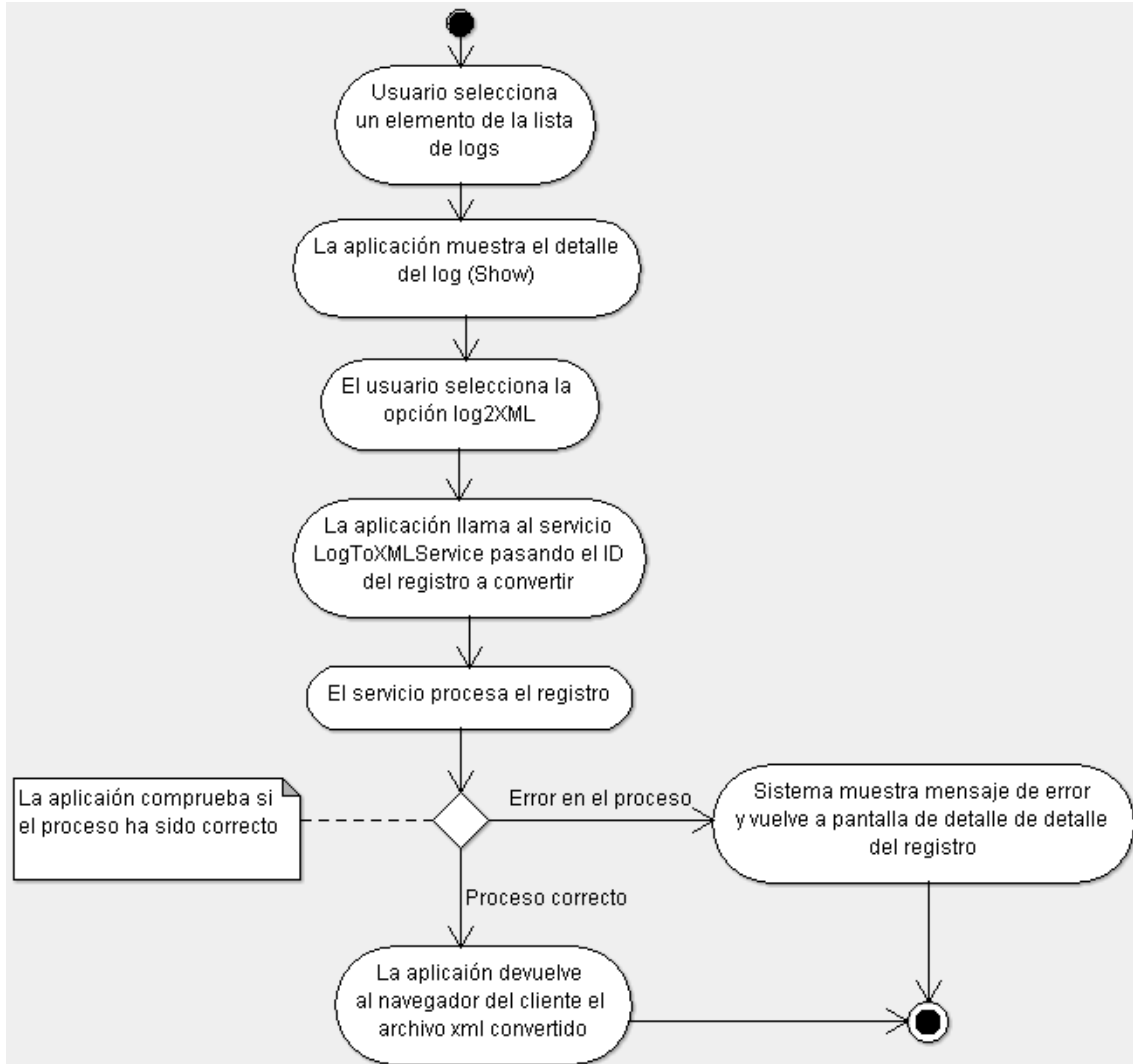 Usuario selecciona
un elemento de la lista
de logs
La aplicación muestra el detalle
del log (Show)
El usuario selecciona la
opción log2XML
La aplicación llama al servicio
LogToXMLService pasando el ID
del registro a convertir
El servicio procesa el registro
La aplicaión comprueba si
el proceso ha sido correcto
Error en el proceso
Sistema muestra mensaje de error
y vuelve a pantalla de detalle de detalle
del registro
Proceso correcto
La aplicaión devuelve
al navegador del cliente el
archivo xml convertido